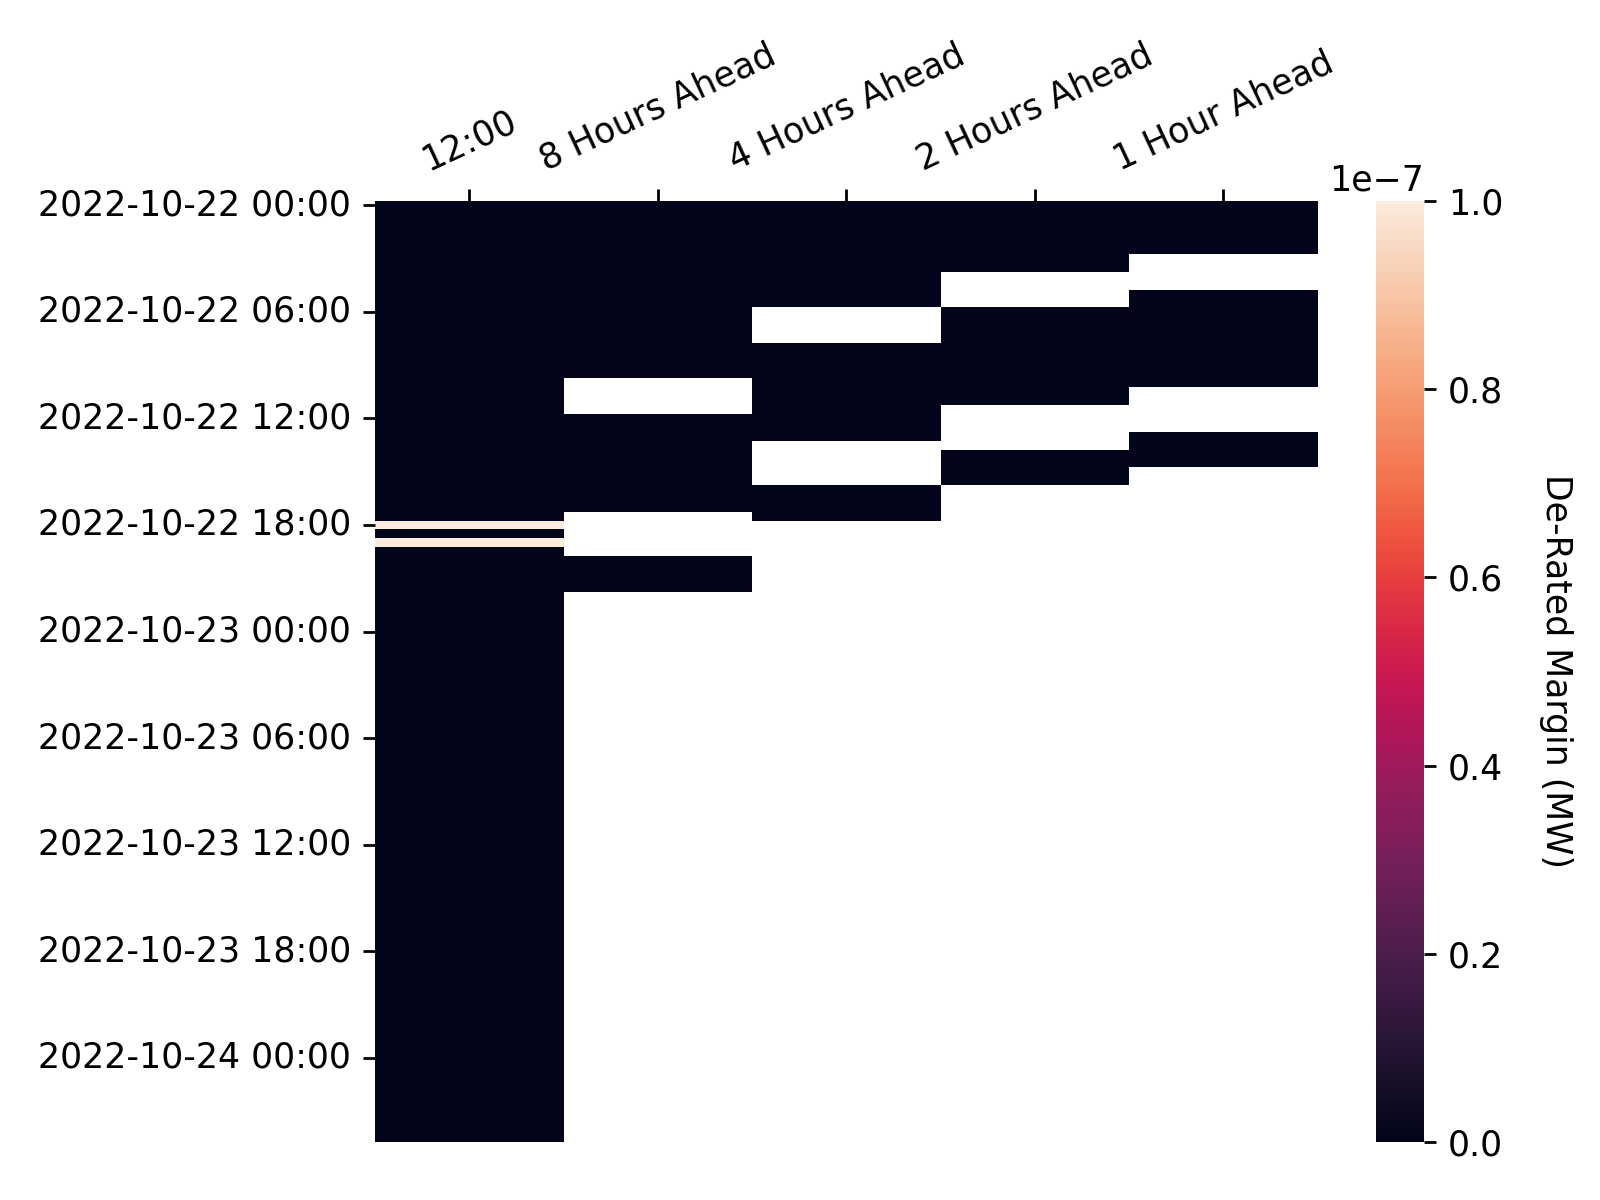 12:00
8 Hours Ahead
4 Hours Ahead
2 Hours Ahead
1 Hour Ahead
2022-10-22 00:00
2022-10-22 06:00
2022-10-22 12:00
2022-10-22 18:00
2022-10-23 00:00
2022-10-23 06:00
2022-10-23 12:00
2022-10-23 18:00
2022-10-24 00:00
1e−7
1.0
0.8
0.6
0.4
0.2
0.0
De-Rated Margin (MW)